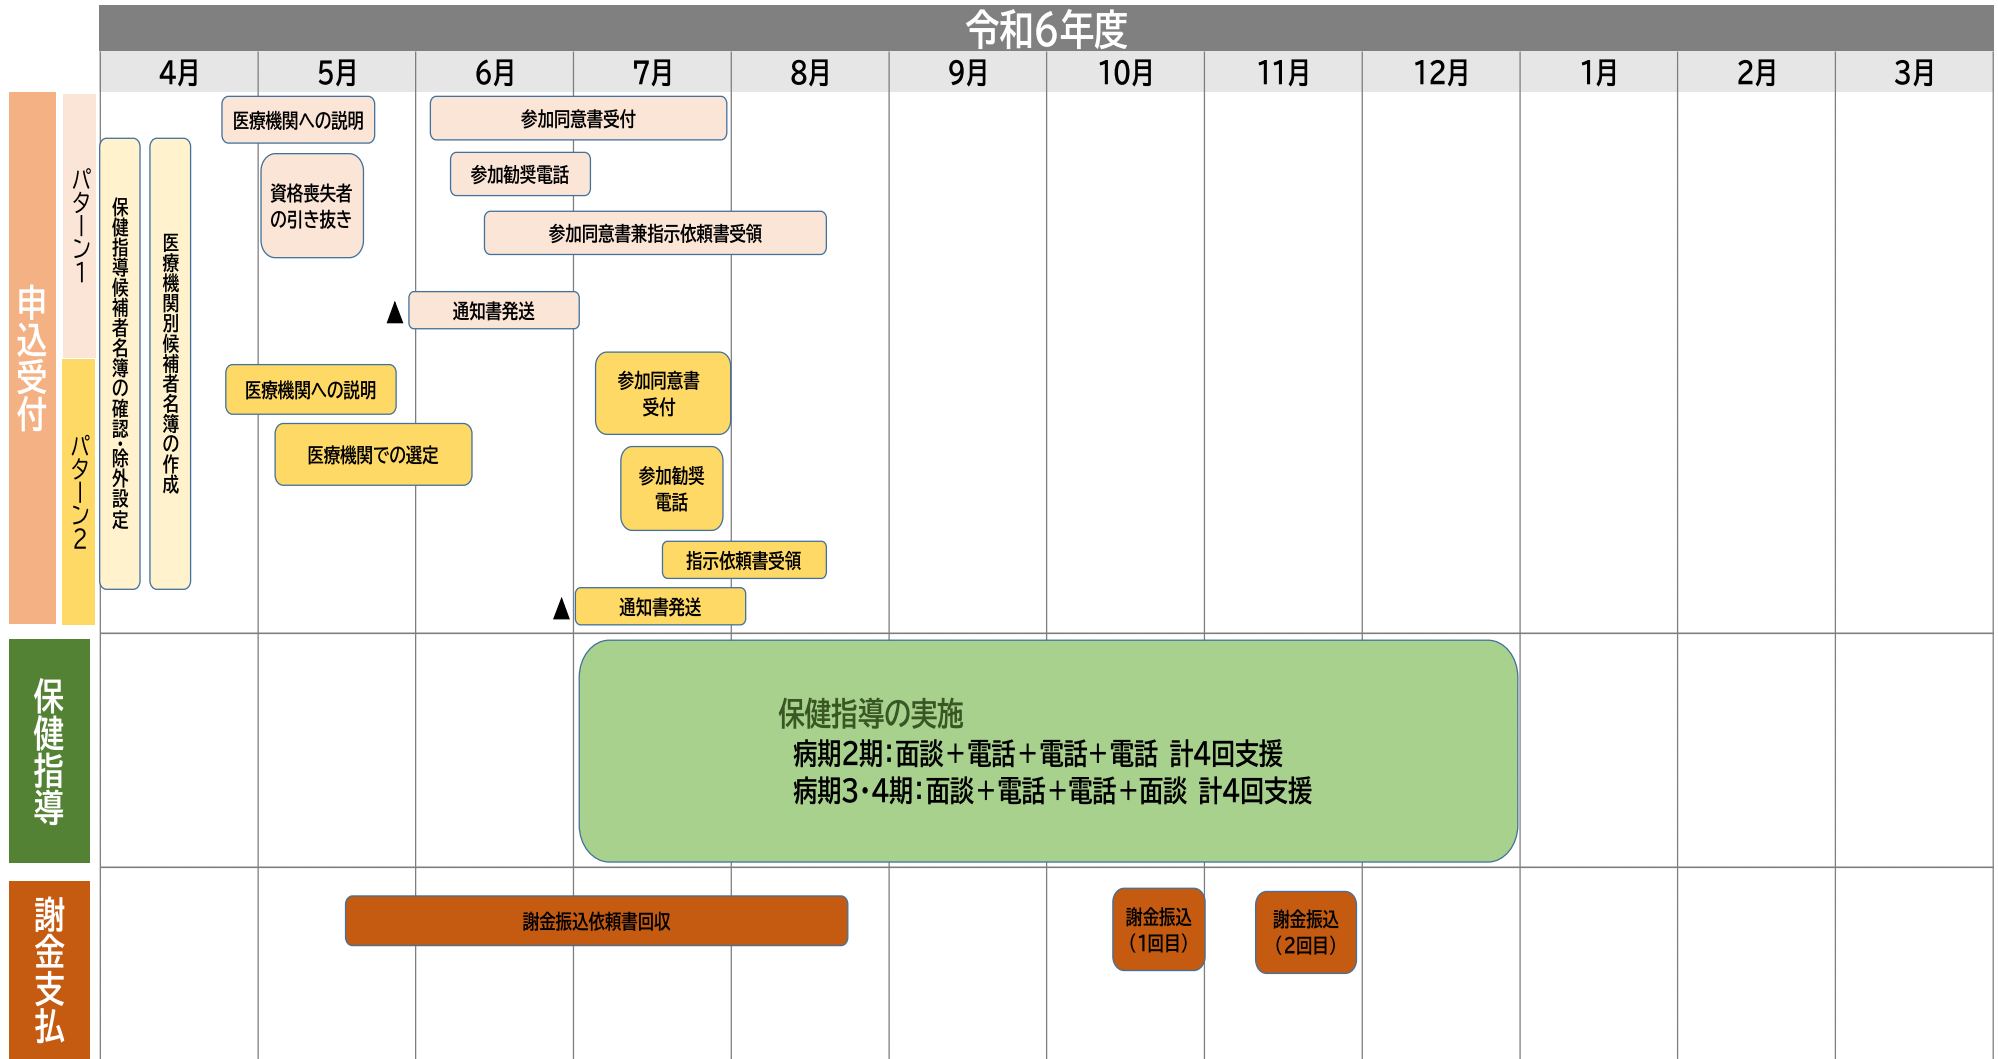 令和6年度
4月
5月
6月
7月
8月
9月
10月
11月
12月
1月
2月
3月
申込受付
パターン1
パターン2
保健指導候補者名簿の確認・除外設定
医療機関別候補者名簿の作成
医療機関への説明
資格喪失者
の引き抜き
参加同意書受付
参加勧奨電話
参加同意書兼指示依頼書受領
▲
通知書発送
医療機関への説明
医療機関での選定
参加同意書
受付
参加勧奨
電話
指示依頼書受領
▲
通知書発送
保健指導
保健指導の実施
病期2期：面談＋電話＋電話＋電話 計4回支援
病期3・4期：面談＋電話＋電話＋面談 計4回支援
謝金支払
謝金振込依頼書回収
謝金振込
（1回目）
謝金振込
（2回目）